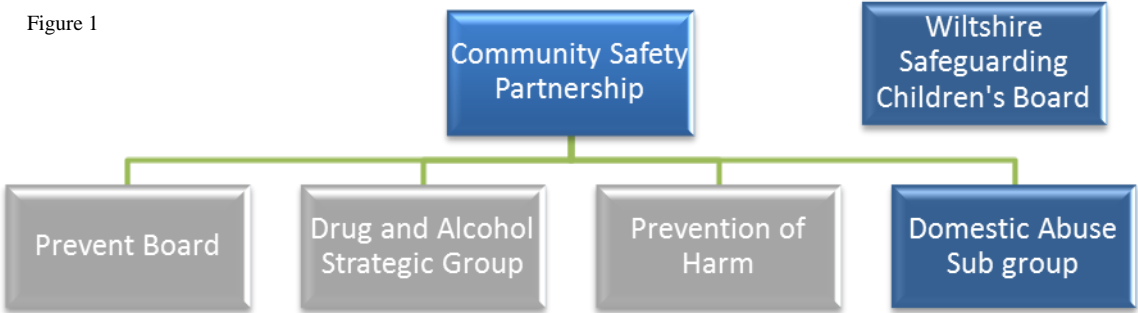 Figure 1
Community Safety
Partnership
Wiltshire
Safeguarding
Children's Board
Prevent Board
Drug and Alcohol
Strategic Group
Prevention of
Harm
Domestic Abuse
Sub group